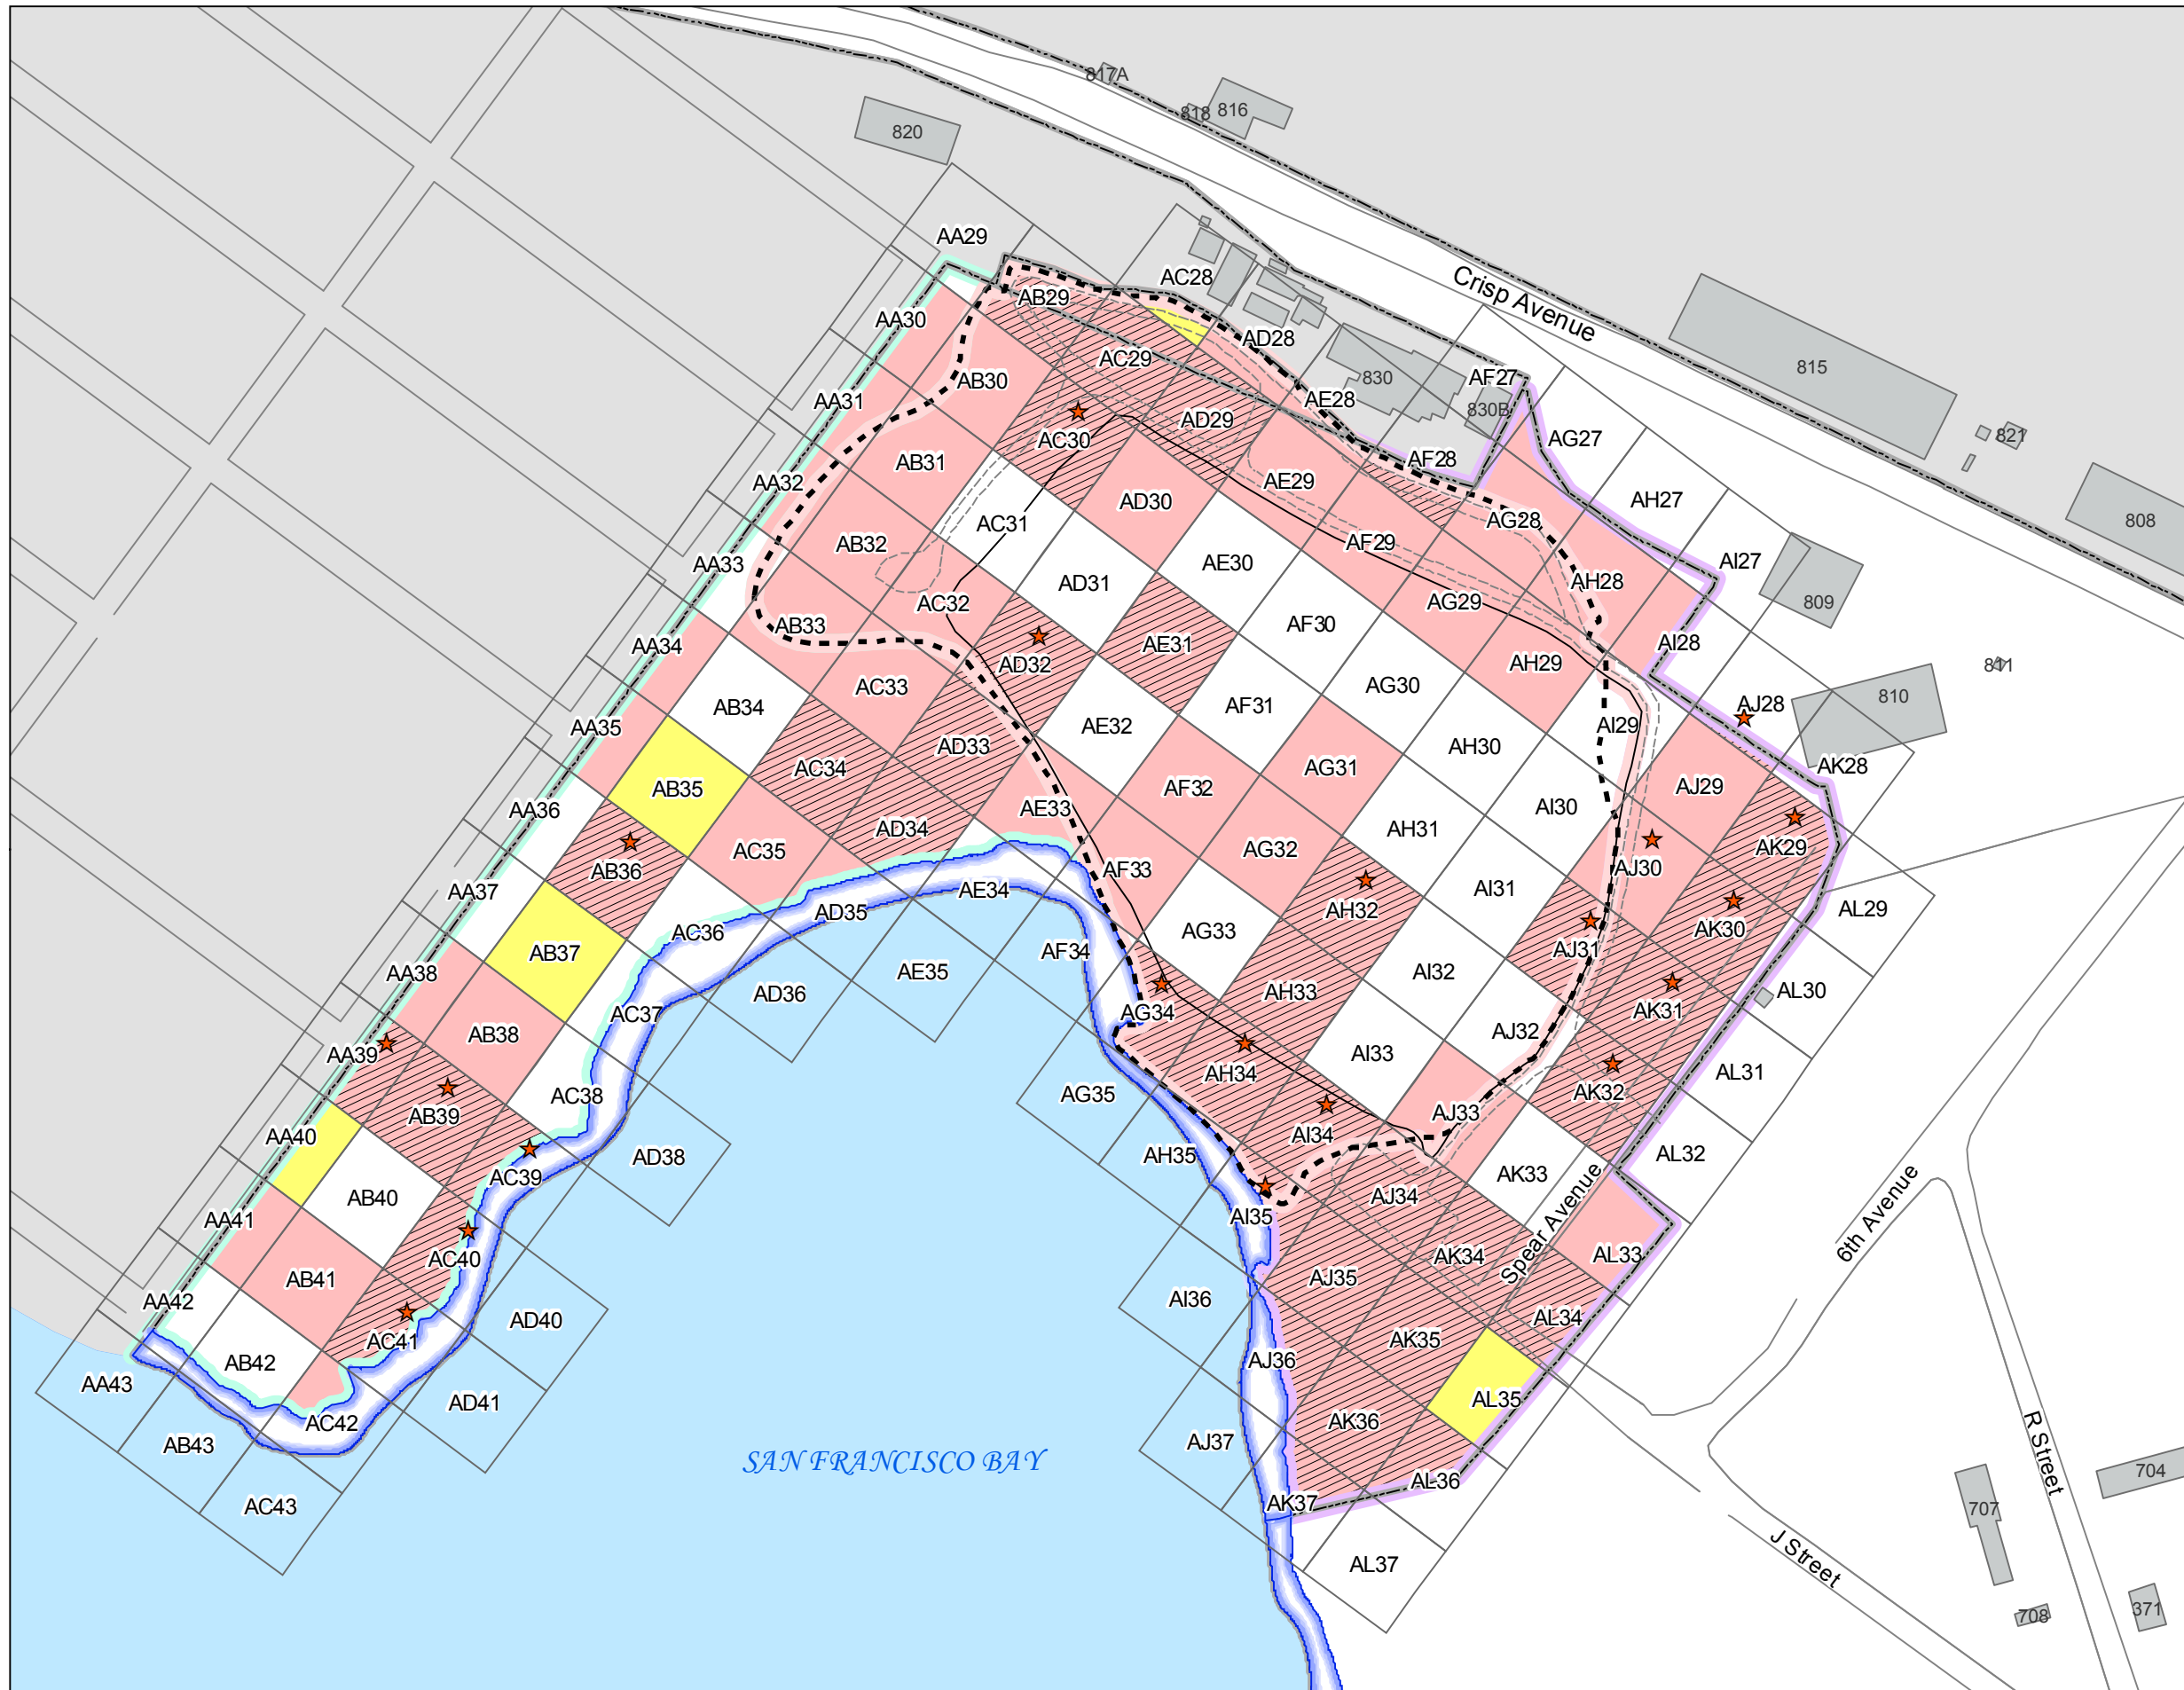 817A
818
816
820
AA29
AC28
Crisp Avenue
AB29
AA30
AD28
815
AC29
AF27
830
AB30
AE28
AA31
830B
AD29
AG27
821
AC30
AF28
AB31
AA32
AE29
AH27
AD30
AC31
AG28
808
AB32
AF29
AA33
AE30
AI27
AD31
AH28
AC32
AG29
809
AB33
AF30
AA34
AE31
AI28
AD32
AH29
841
AC33
AG30
810
AB34
AF31
AJ28
AA35
AE32
AI29
AD33
AH30
AC34
AG31
AK28
AB35
AF32
AJ29
AA36
AE33
AI30
AD34
AH31
AC35
AG32
AK29
AB36
AF33
AJ30
AA37
AE34
AI31
AD35
AH32
AL29
AC36
AG33
AK30
AB37
AF34
AJ31
AA38
AE35
AI32
AD36
AH33
AL30
AC37
AG34
AK31
AB38
AJ32
AA39
AI33
AH34
AL31
AC38
AG35
AK32
AB39
AJ33
AA40
AI34
AD38
AH35
AL32
AC39
AK33
AB40
AJ34
AA41
AI35
6th Avenue
Spear Avenue
AC40
AK34
AL33
AB41
AJ35
AA42
AI36
AD40
AL34
AC41
AK35
AB42
AJ36
AA43
AD41
AL35
AC42
AK36
AB43
AJ37
SAN FRANCISCO BAY
R Street
704
AL36
AC43
AK37
707
AL37
J Street
708
371